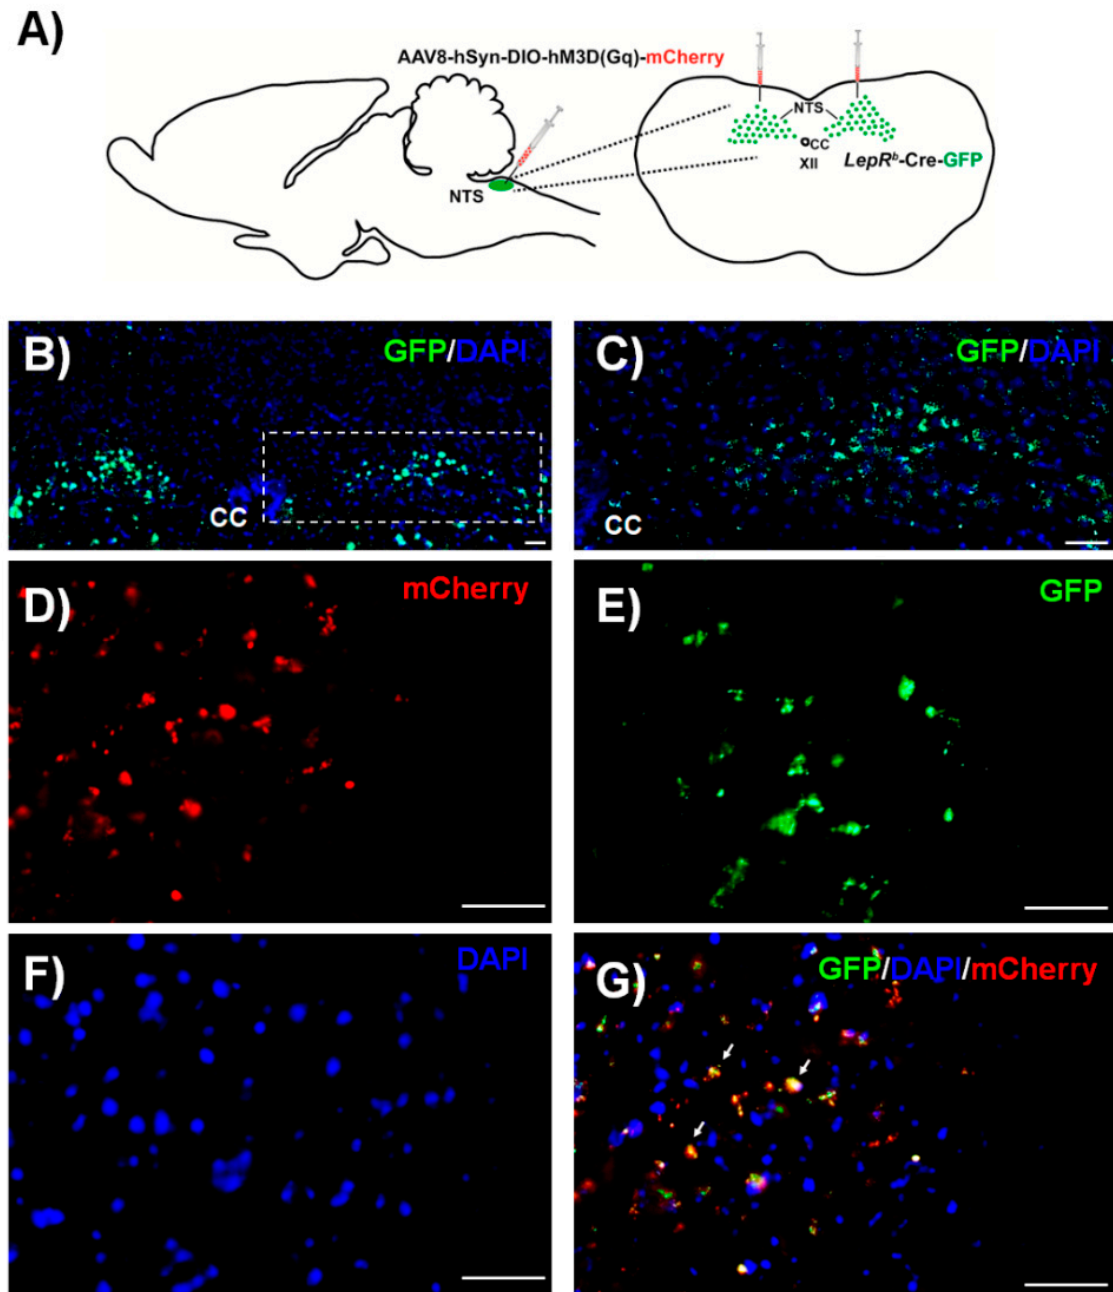 A)
AAV8-hSyn-DIO-hM3D(Gq)-mCherry
NTS
NTS
CC
XII
LepRᵇ-Cre-GFP
B)
GFP/DAPI
CC
C)
GFP/DAPI
CC
D)
mCherry
E)
GFP
F)
DAPI
G)
GFP/DAPI/mCherry